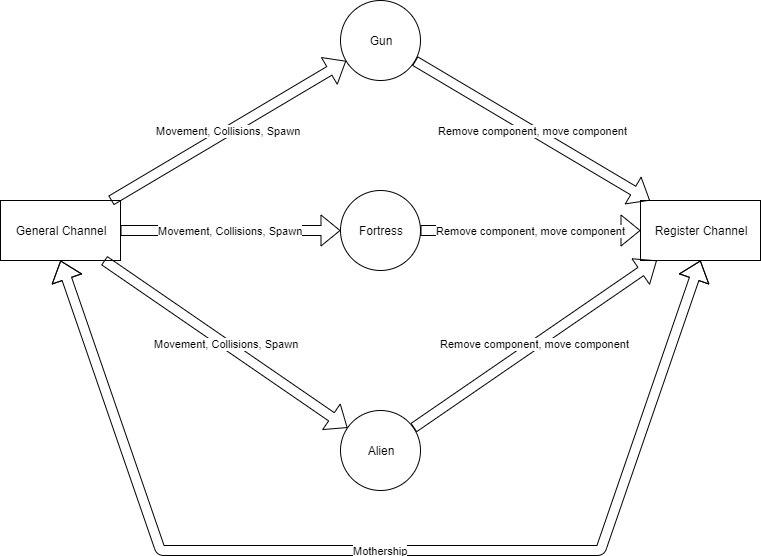 Gun
Movement, Collisions, Spawn
Remove component, move component
General Channel
Movement, Collisions, Spawn
Fortress
Remove component, move component
Register Channel
Movement, Collisions, Spawn
Remove component, move component
Alien
Mothership